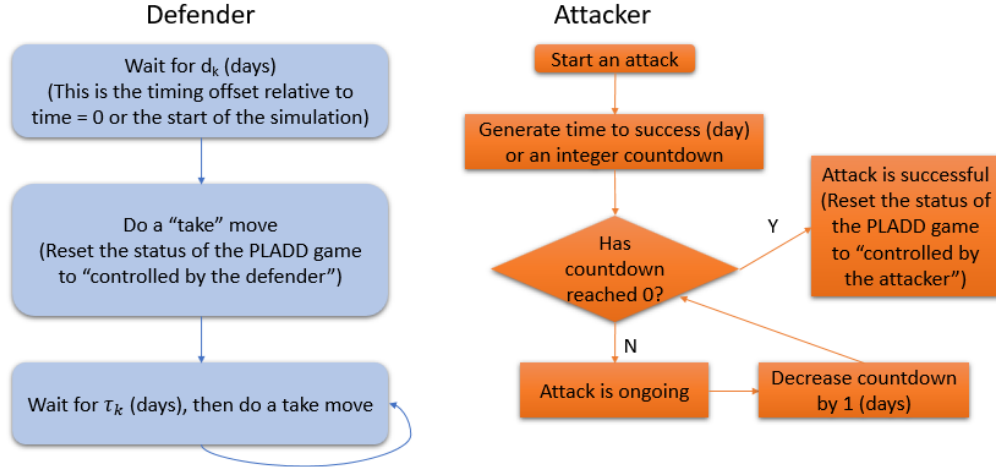 Defender
Wait for dₖ (days)
(This is the timing offset relative to
time = 0 or the start of the simulation)
Do a “take” move
(Reset the status of the PLADD game
to “controlled by the defender”)
Wait for τₖ (days), then do a take move
Attacker
Start an attack
Generate time to success (day)
or an integer countdown
Has
countdown
reached 0?
Y
Attack is successful
(Reset the status of
the PLADD game
to “controlled by
the attacker”)
N
Attack is ongoing
Decrease countdown
by 1 (days)